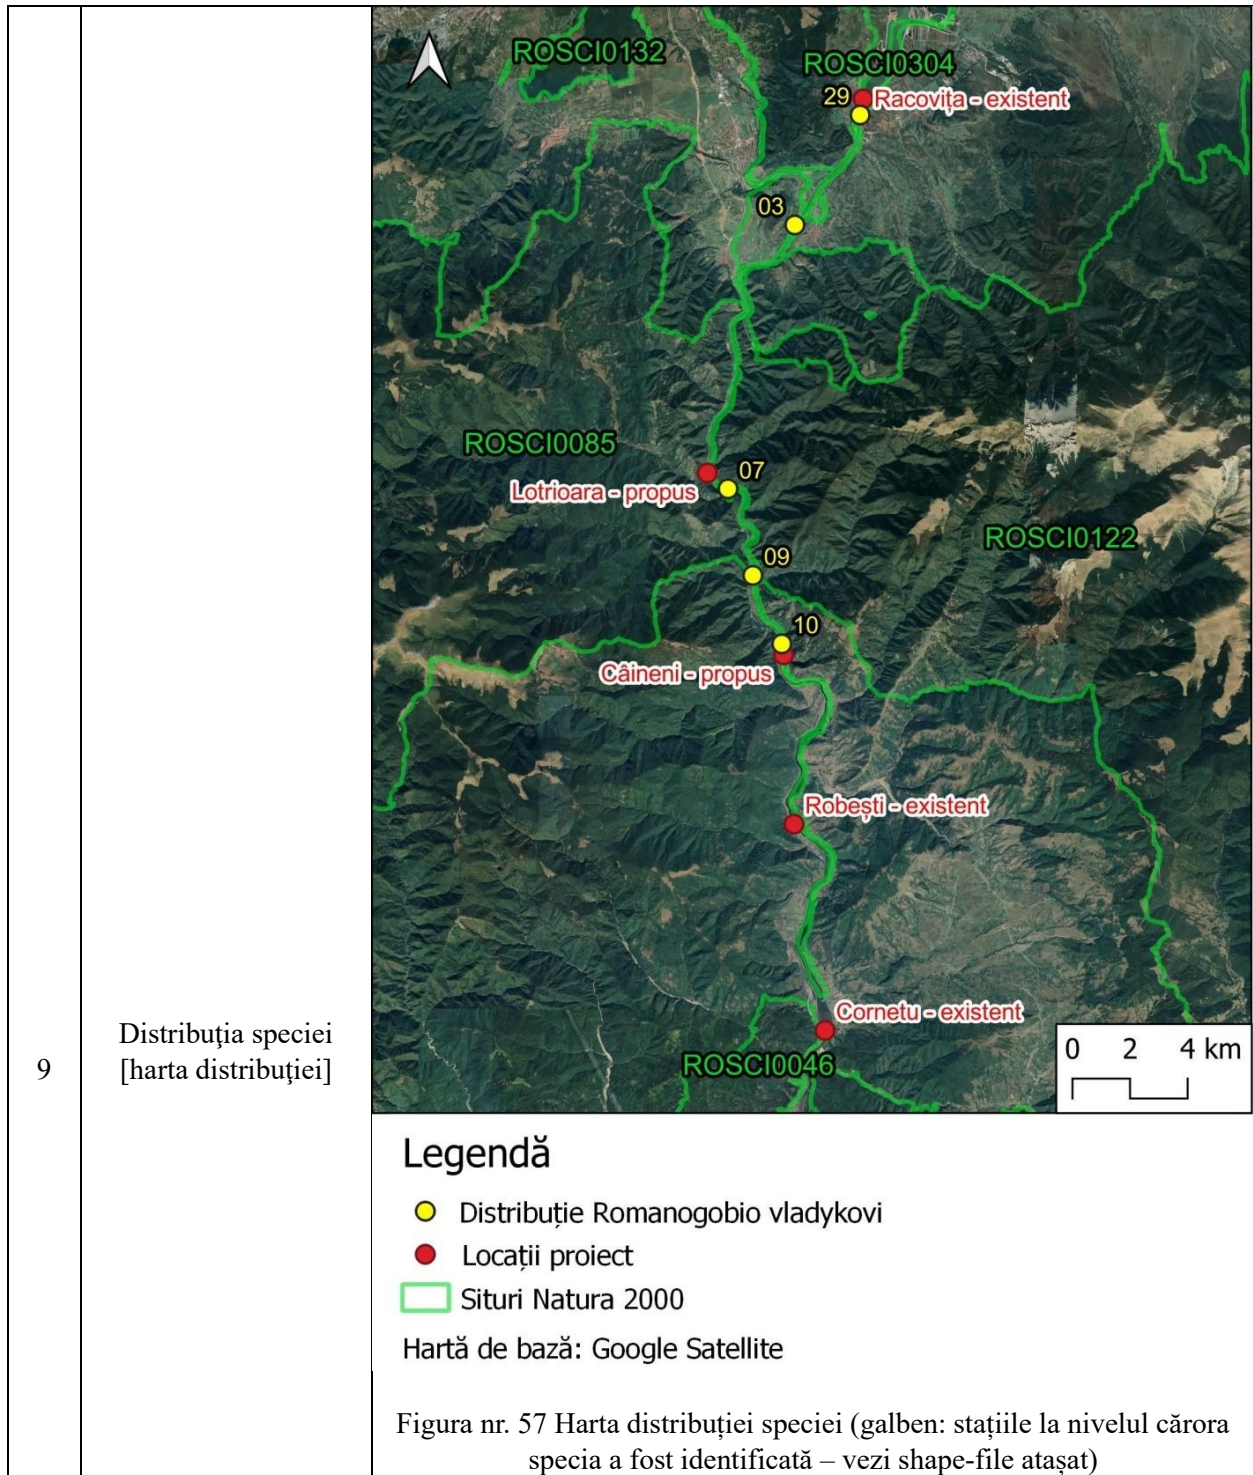 9
Distribuţia speciei
[harta distribuţiei]
ROSCI0132
ROSCI0304
29
Racovița - existent
03
ROSCI0085
07
Lotrioara - propus
ROSCI0122
09
10
Câineni - propus
Robești - existent
Cornetu - existent
ROSCI0046
0 2 4 km
Legendă
Distribuție Romanogobio vladykovi
Locații proiect
Situri Natura 2000
Hartă de bază: Google Satellite
Figura nr. 57 Harta distribuției speciei (galben: stațiile la nivelul cărora
specia a fost identificată – vezi shape-file atașat)